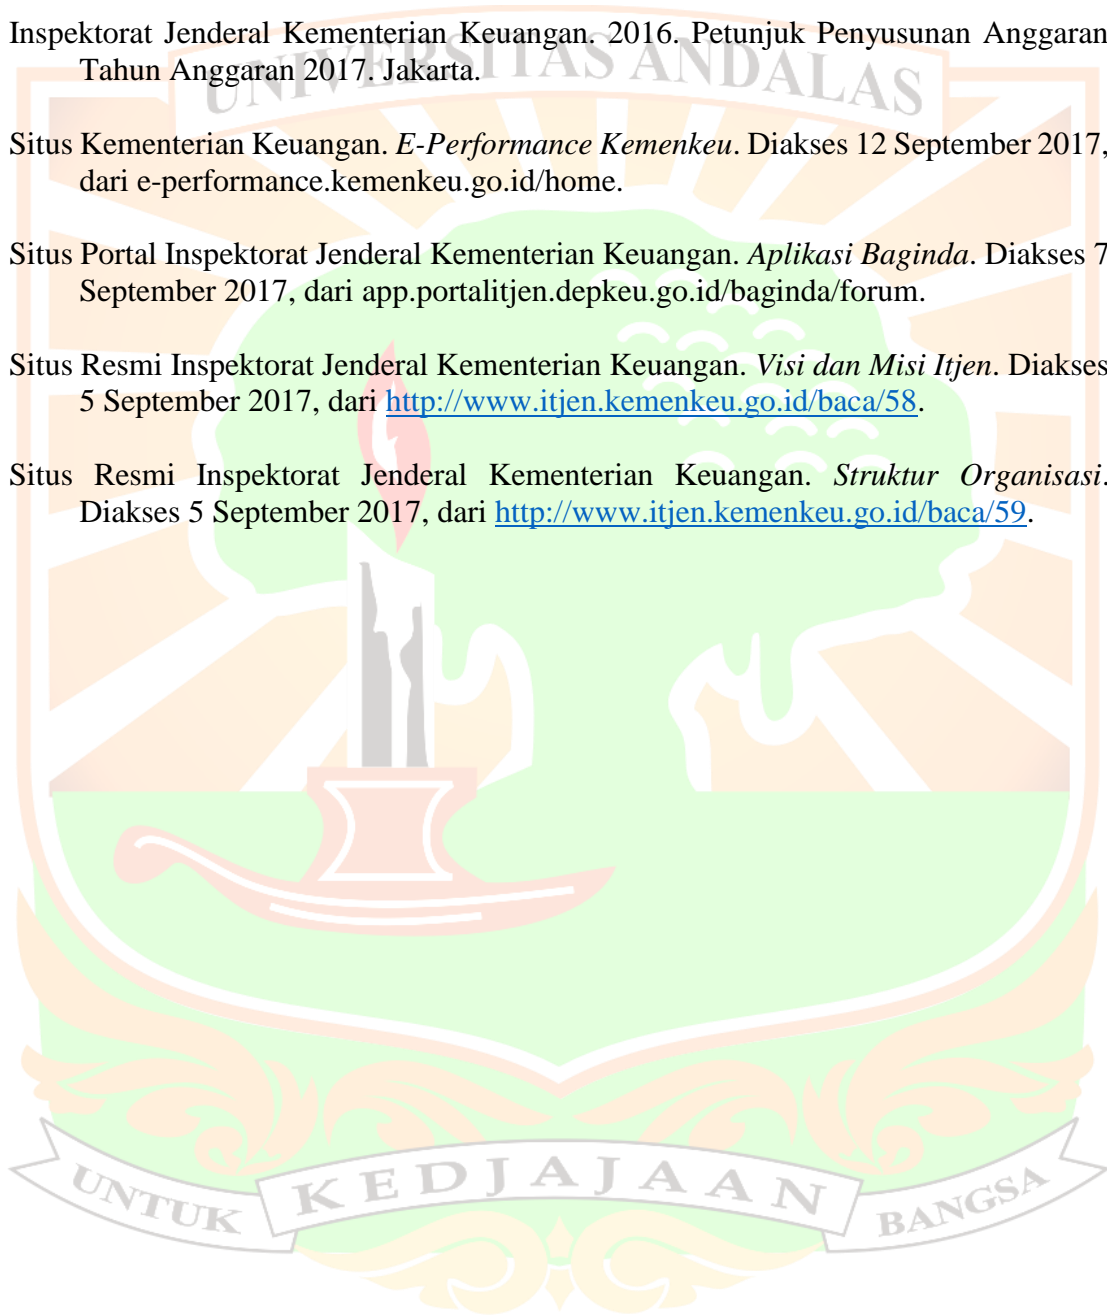 Inspektorat Jenderal Kementerian Keuangan. 2016. Petunjuk Penyusunan Anggaran
Tahun Anggaran 2017. Jakarta.
UNIVERSITAS ANDALAS
Situs Kementerian Keuangan. E-Performance Kemenkeu. Diakses 12 September 2017,
dari e-performance.kemenkeu.go.id/home.
Situs Portal Inspektorat Jenderal Kementerian Keuangan. Aplikasi Baginda. Diakses 7
September 2017, dari app.portalitjen.depkeu.go.id/baginda/forum.
Situs Resmi Inspektorat Jenderal Kementerian Keuangan. Visi dan Misi Itjen. Diakses
5 September 2017, dari http://www.itjen.kemenkeu.go.id/baca/58.
Situs Resmi Inspektorat Jenderal Kementerian Keuangan. Struktur Organisasi.
Diakses 5 September 2017, dari http://www.itjen.kemenkeu.go.id/baca/59.
UNTUK KEDJAJAAN BANGSA